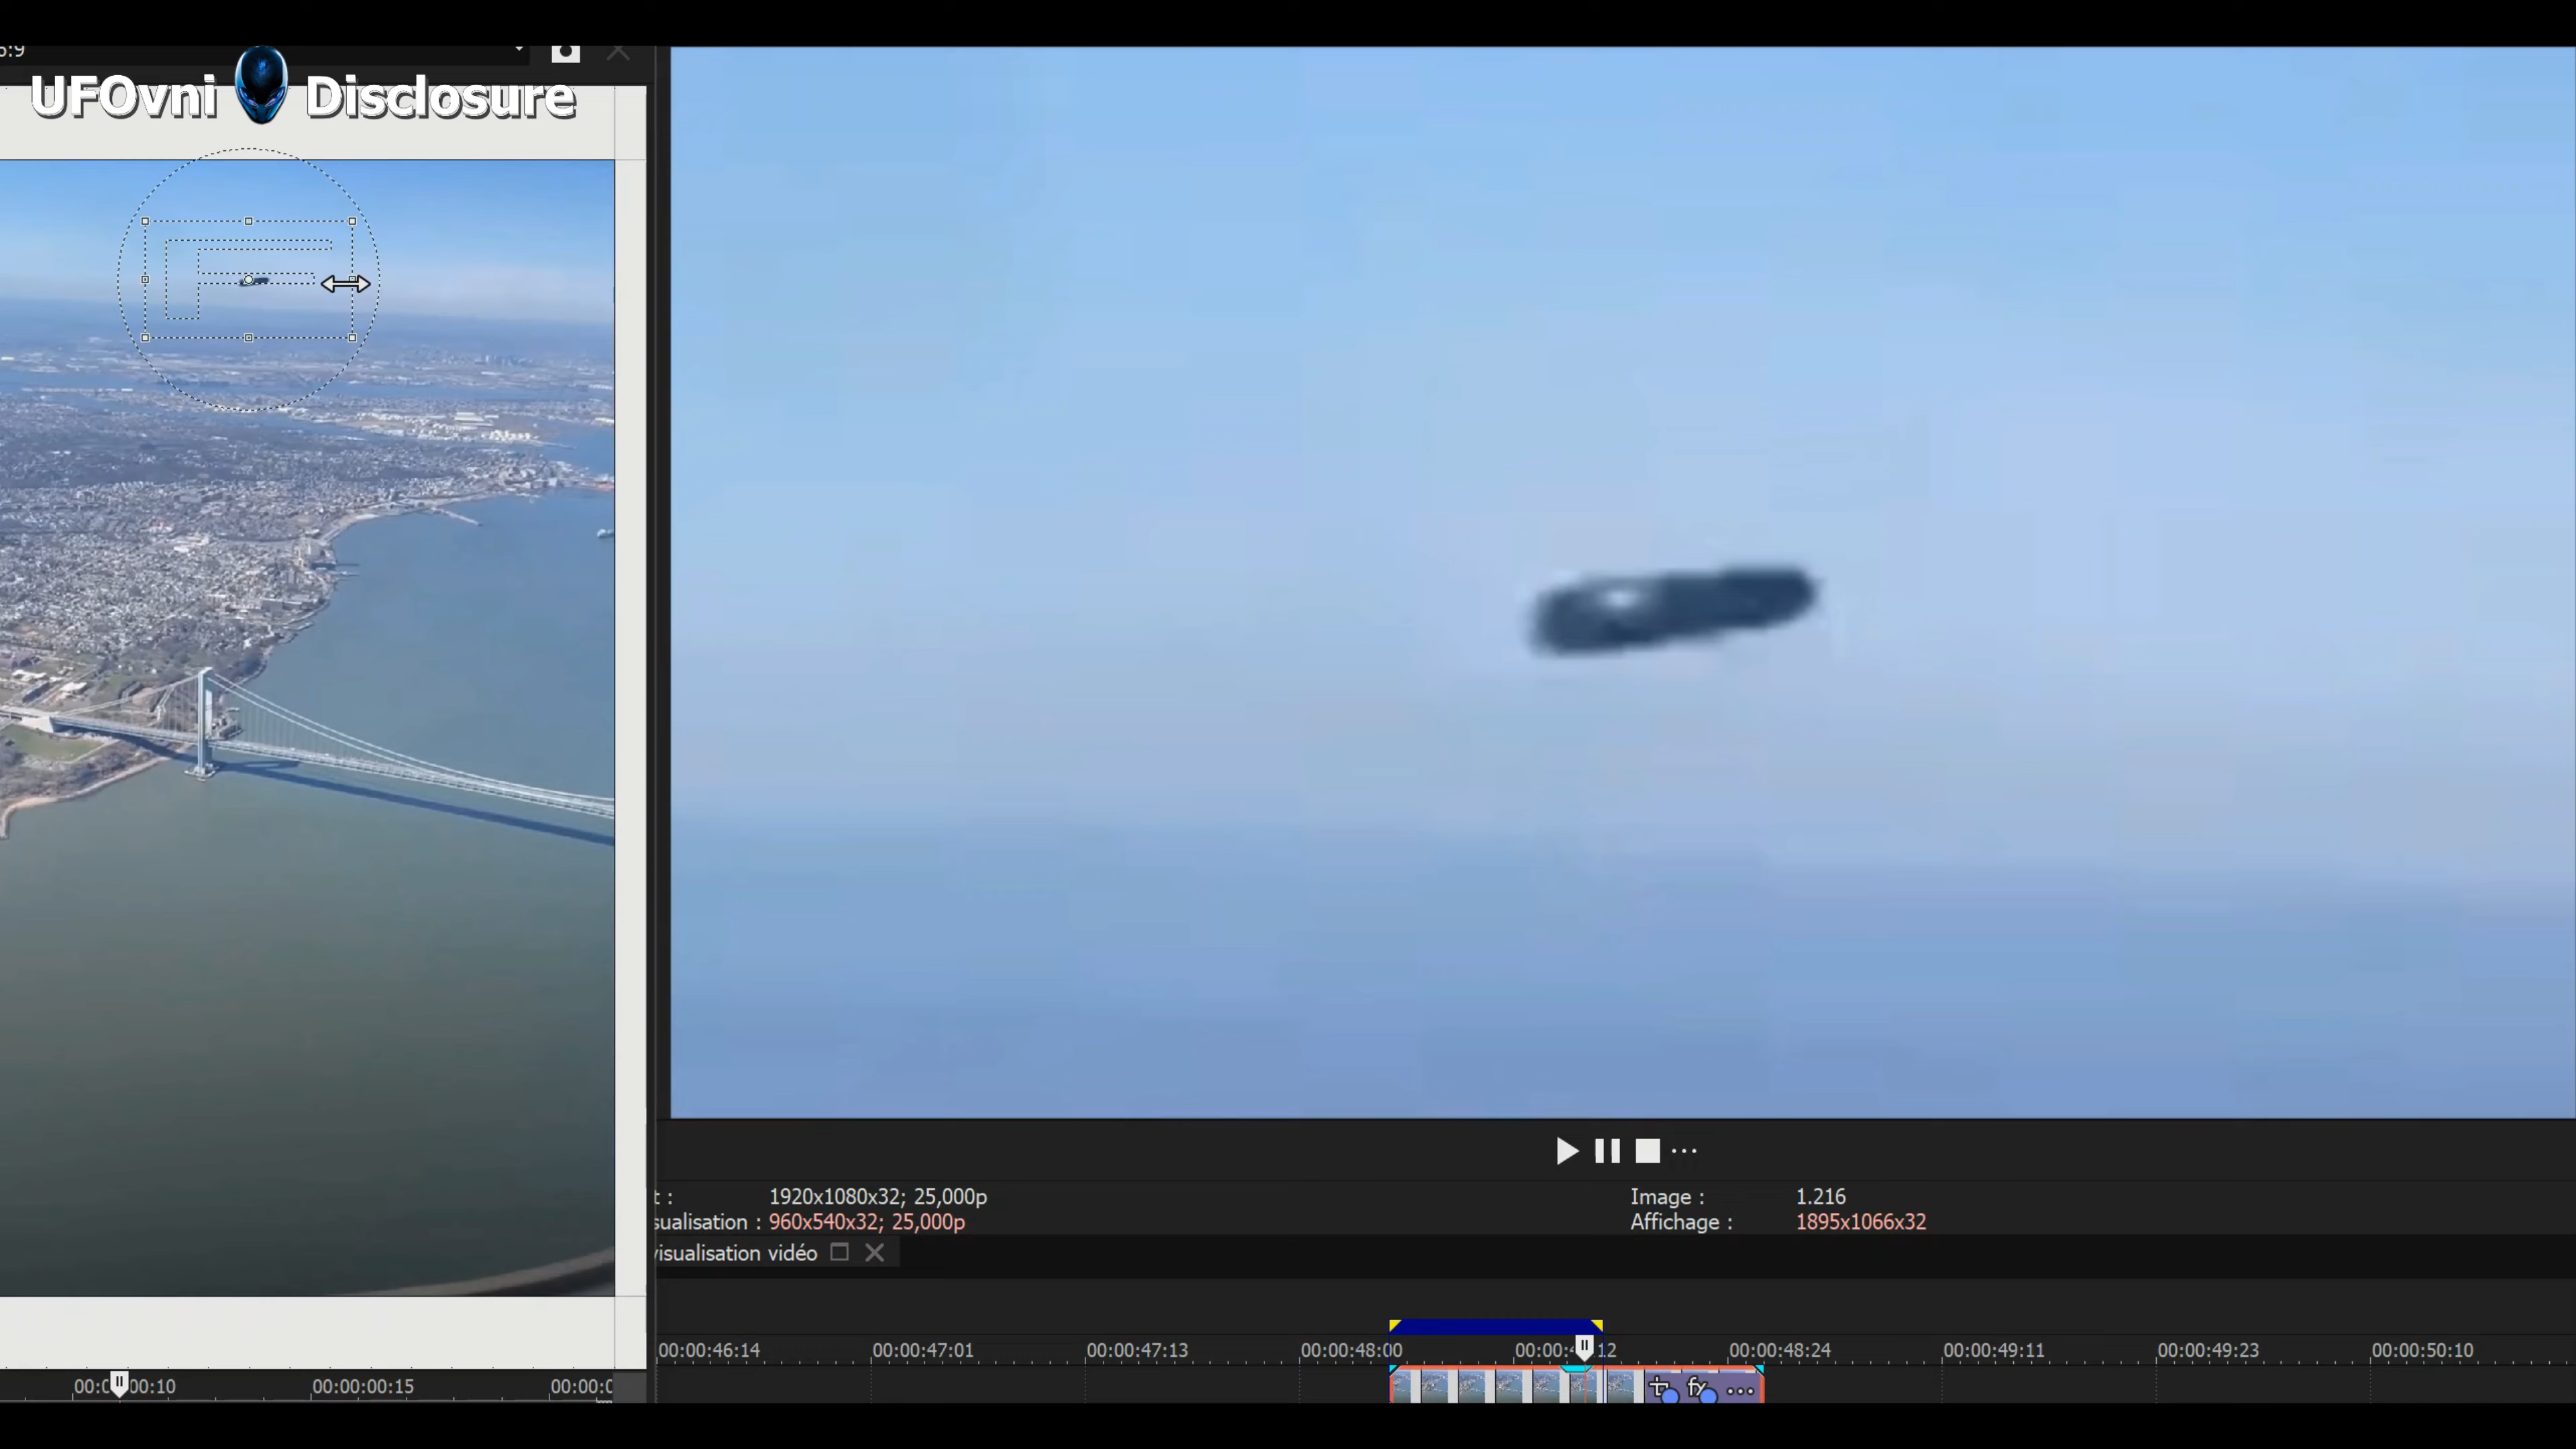 UFOvni Disclosure
1920x1080x32; 25,000p
sualisation : 960x540x32; 25,000p
Image : 1.216
Affichage : 1895x1066x32
visualisation vidéo
00:00:46:14 00:00:47:01 00:00:47:13 00:00:48:00 12 00:00:48:24 00:00:49:11 00:00:49:23 00:00:50:10
00:00:00:15